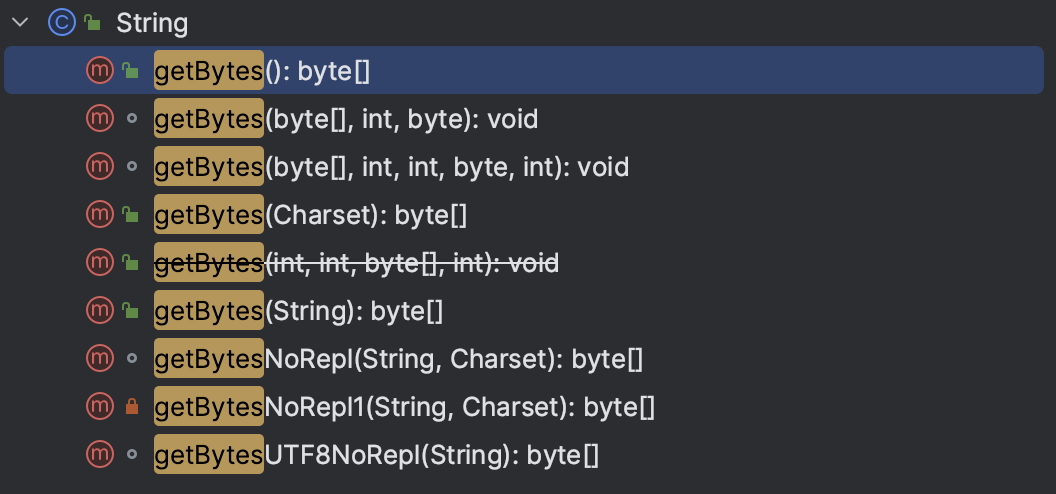 String
getBytes(): byte[]
getBytes(byte[], int, byte): void
getBytes(byte[], int, int, byte, int): void
getBytes(Charset): byte[]
getBytes(int, int, byte[], int): void
getBytes(String): byte[]
getBytesNoRepl(String, Charset): byte[]
getBytesNoRepl1(String, Charset): byte[]
getBytesUTF8NoRepl(String): byte[]